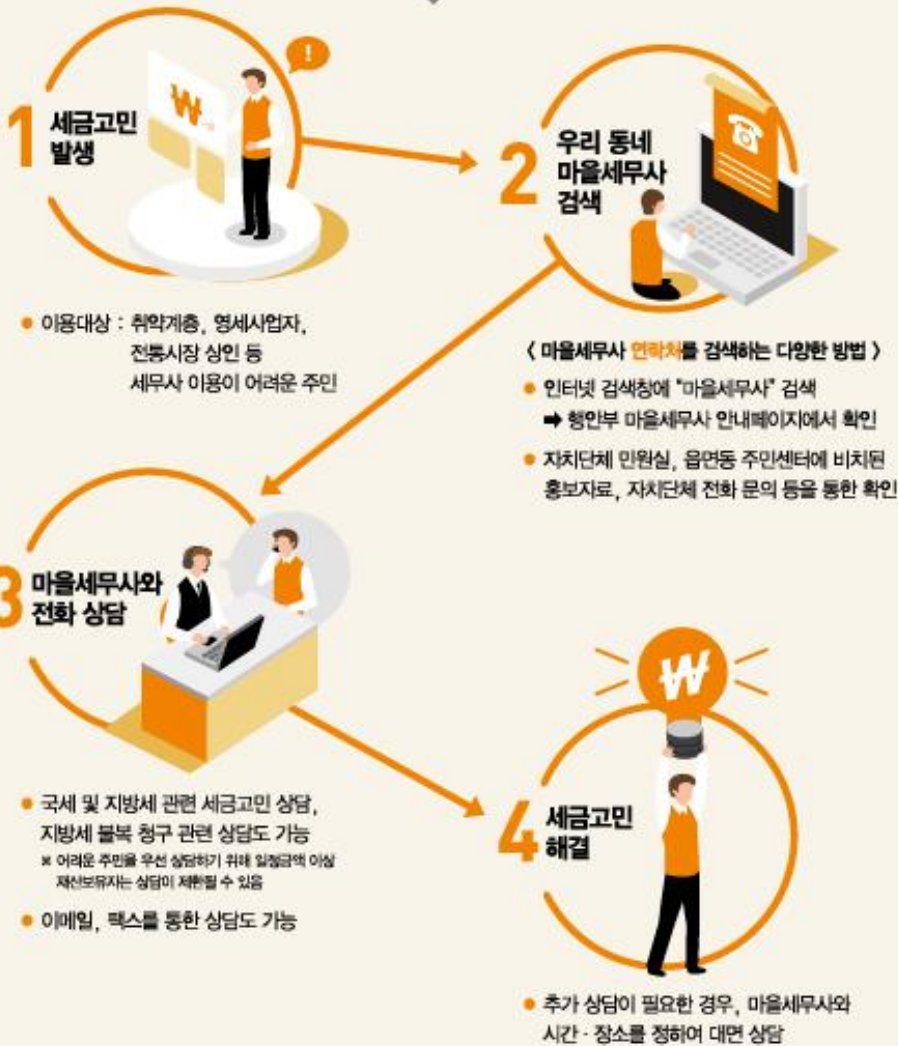 1 세금고민
발생
!
₩
● 이용대상 : 취약계층, 영세사업자,
전통시장 상인 등
세무사 이용이 어려운 주민
2 우리 동네
마을세무사
검색
< 마을세무사 연락처를 검색하는 다양한 방법 >
● 인터넷 검색창에 "마을세무사" 검색
➡ 행안부 마을세무사 안내페이지에서 확인
● 자치단체 민원실, 읍면동 주민센터에 비치된
홍보자료, 자치단체 전화 문의 등을 통한 확인
3 마을세무사와
전화 상담
● 국세 및 지방세 관련 세금고민 상담,
지방세 불복 청구 관련 상담도 가능
※ 어려운 주민을 우선 상담하기 위해 일정금액 이상
재산보유자는 상담이 제한될 수 있음
● 이메일, 팩스를 통한 상담도 가능
₩
4 세금고민
해결
● 추가 상담이 필요한 경우, 마을세무사와
시간 · 장소를 정하여 대면 상담